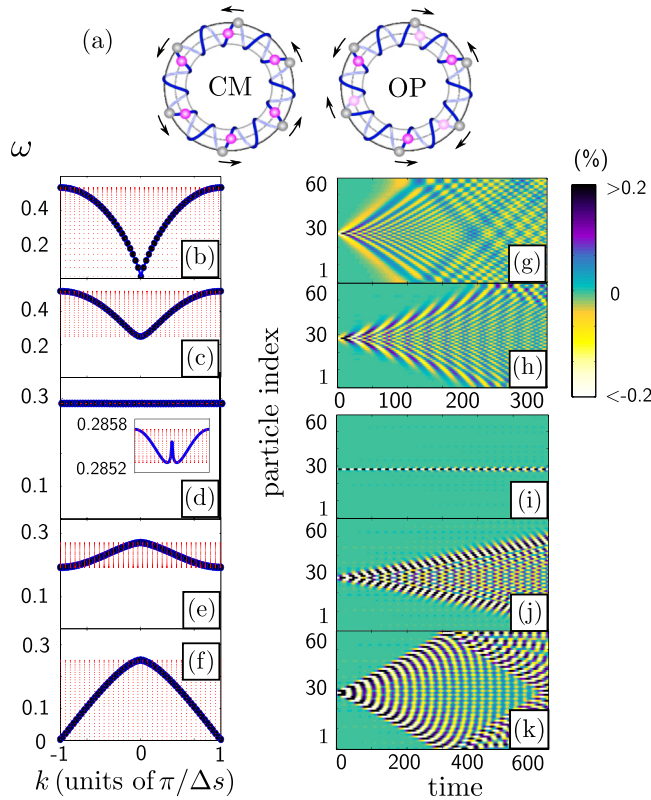 (a)
CM
OP
ω
0.4
0.2
(b)
0.4
0.2
(c)
0.3
0.2858
0.2852
0.1
(d)
0.3
0.1
(e)
0.3
0.1
0
(f)
-1 0 1
k (units of π/Δs)
particle index
60
30
1
(g)
60
30
1
(h)
0 100 200 300
60
30
1
(i)
60
30
1
(j)
60
30
1
(k)
0 200 400 600
time
(%)
>0.2
0
<-0.2